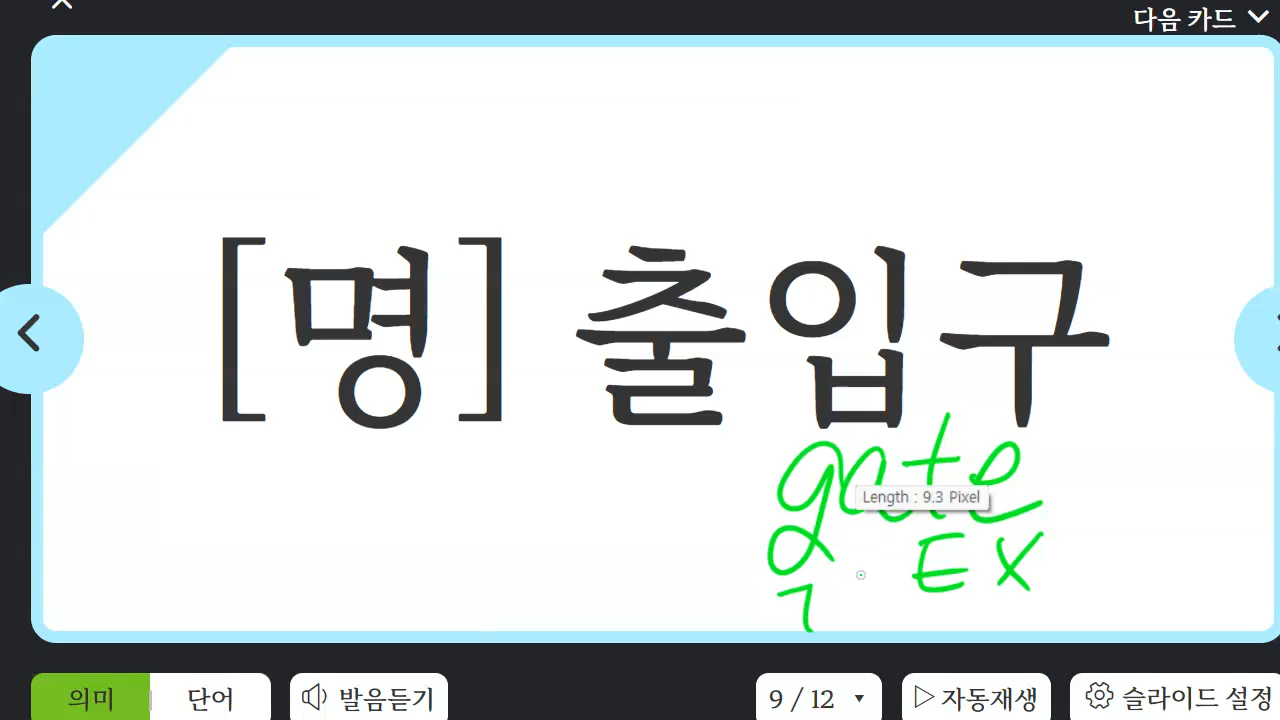 다음 카드
[명] 출입구
gate
Length : 9.3 Pixel
EX
의미
단어
발음듣기
9 / 12
자동재생
슬라이드 설정